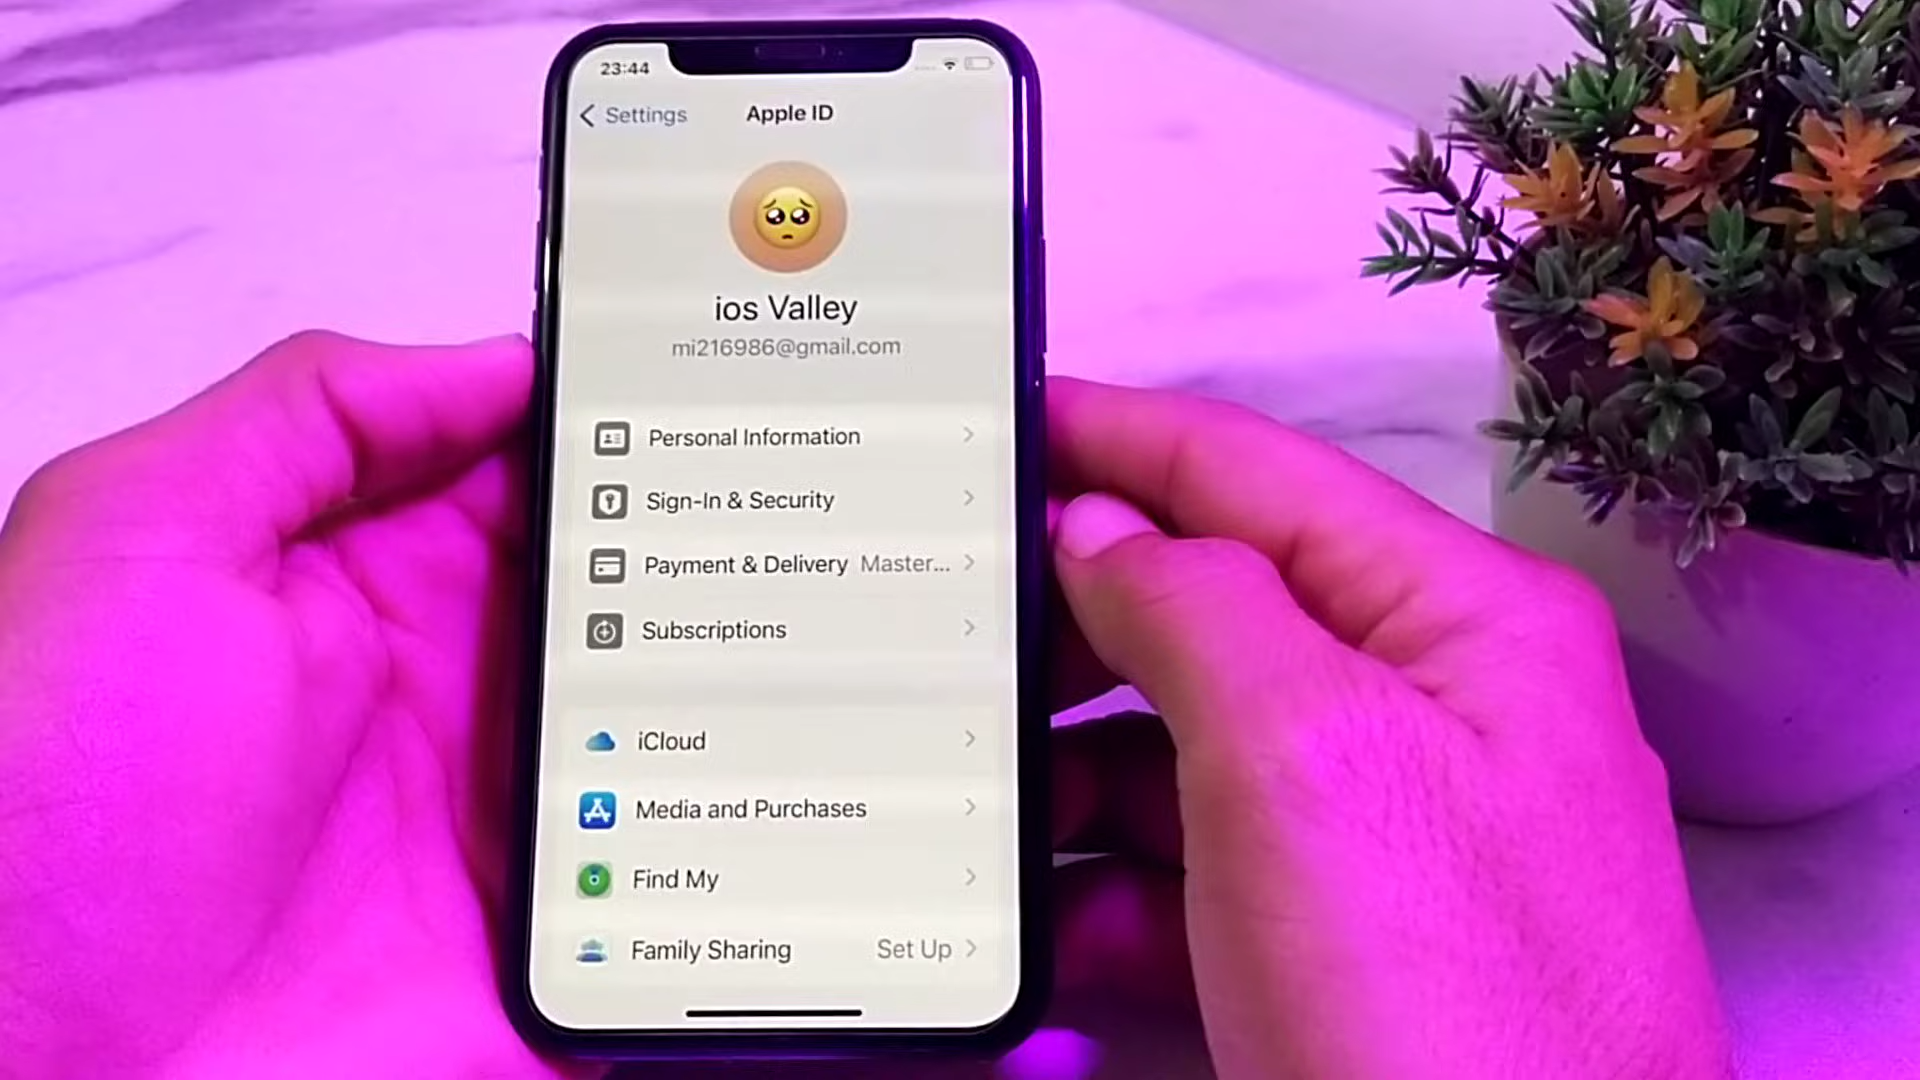 23:44
Settings
Apple ID
ios Valley
mi216986@gmail.com
Personal Information
Sign-In & Security
Payment & Delivery Master...
Subscriptions
iCloud
Media and Purchases
Find My
Family Sharing Set Up